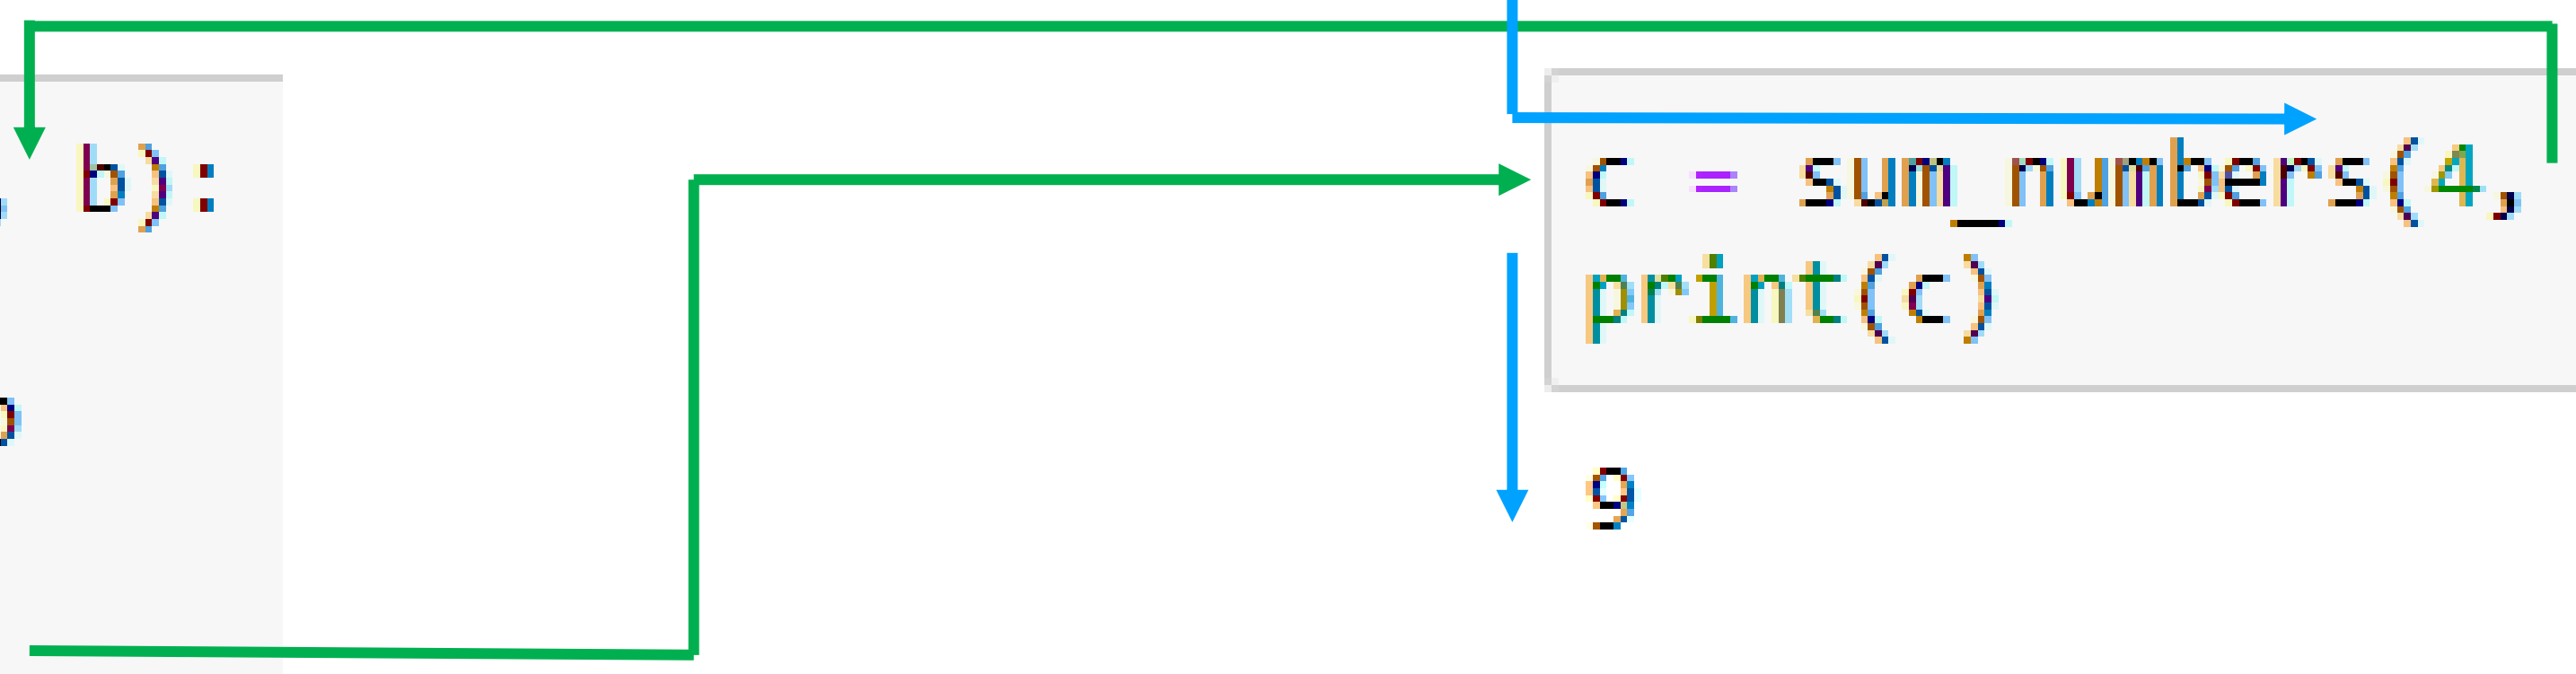 b):
c = sum_numbers(4,
print(c)
9